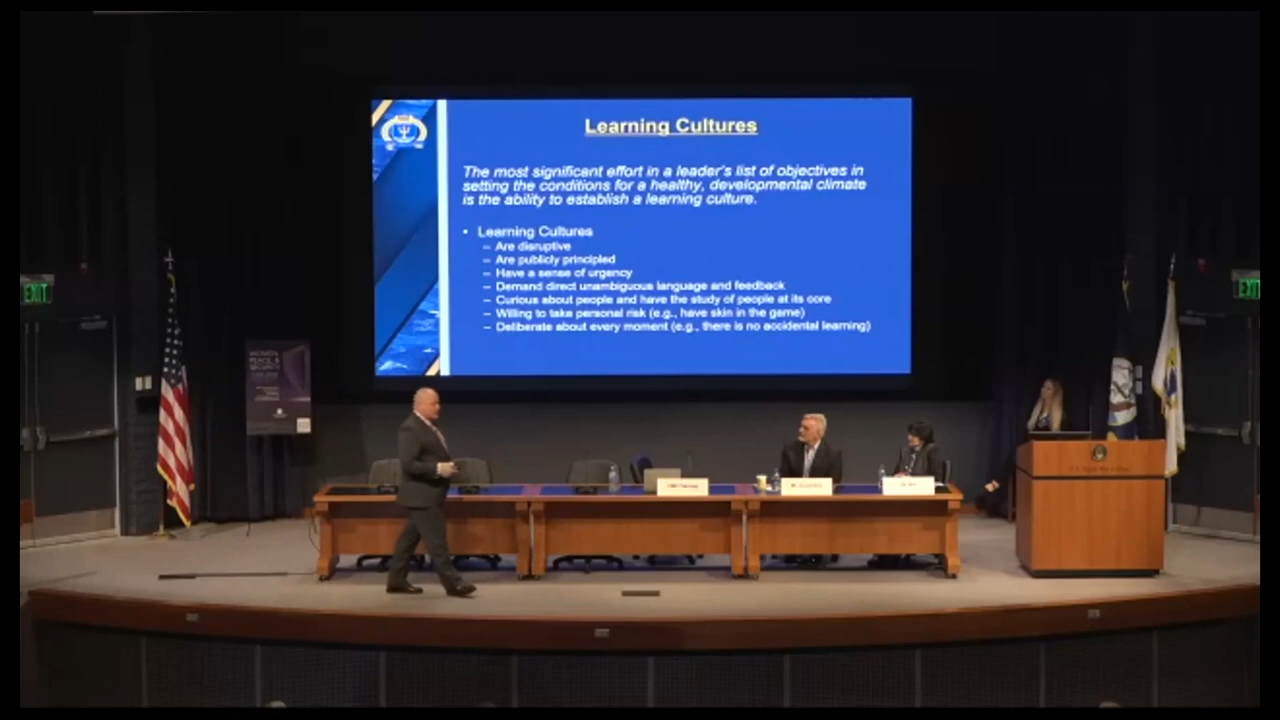 Learning Cultures
The most significant effort in a leader's list of objectives in
setting the conditions for a healthy, developmental climate
is the ability to establish a learning culture.
• Learning Cultures
– Are disruptive
– Are publicly principled
– Have a sense of urgency
– Demand direct unambiguous language and feedback
– Curious about people and have the study of people at its core
– Willing to take personal risk (e.g., have skin in the game)
– Deliberate about every moment (e.g., there is no accidental learning)
EXIT
EXIT
WOMEN,
PEACE, &
SECURITY